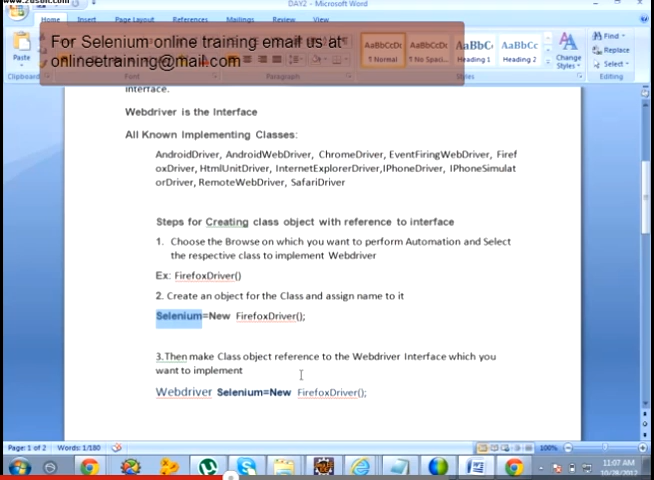 DAY2 - Microsoft Word
Home Insert Page Layout References Mailings Review View
For Selenium online training email us at
onlineetraining@mail.com
Paste
AaBbCcDc AaBbCcDc AaBbC AaBbCc
1 Normal 1 No Spaci... Heading 1 Heading 2 Change
Styles
Find
Replace
Select
Clipboard Font Paragraph Styles Editing
interface.
Webdriver is the Interface
All Known Implementing Classes:
AndroidDriver, AndroidWebDriver, ChromeDriver, EventFiringWebDriver, Firef
oxDriver, HtmlUnitDriver, InternetExplorerDriver,IPhoneDriver, IPhoneSimulat
orDriver, RemoteWebDriver, SafariDriver
Steps for Creating class object with reference to interface
1. Choose the Browse on which you want to perform Automation and Select
the respective class to implement Webdriver
Ex: FirefoxDriver()
2. Create an object for the Class and assign name to it
Selenium=New FirefoxDriver();
3.Then make Class object reference to the Webdriver Interface which you
want to implement
Webdriver Selenium=New FirefoxDriver();
Page: 1 of 2 Words: 1/180 100%
11:07 AM
10/28/2012